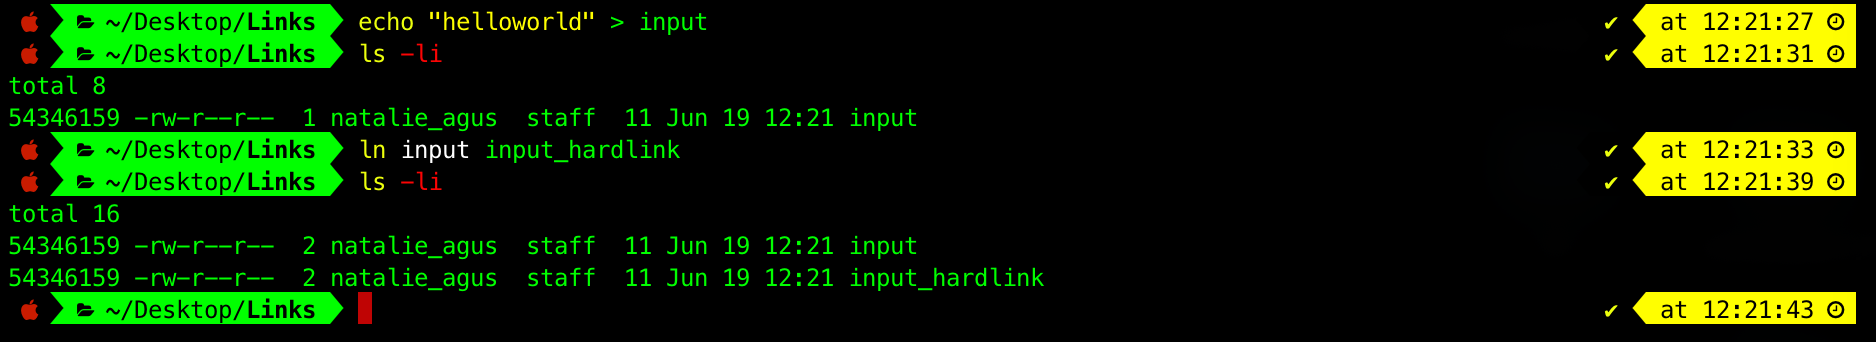 ~/Desktop/Links echo "helloworld" > input ✔ at 12:21:27
~/Desktop/Links ls -li ✔ at 12:21:31
total 8
54346159 -rw-r--r--  1 natalie_agus  staff  11 Jun 19 12:21 input
~/Desktop/Links ln input input_hardlink ✔ at 12:21:33
~/Desktop/Links ls -li ✔ at 12:21:39
total 16
54346159 -rw-r--r--  2 natalie_agus  staff  11 Jun 19 12:21 input
54346159 -rw-r--r--  2 natalie_agus  staff  11 Jun 19 12:21 input_hardlink
~/Desktop/Links ✔ at 12:21:43